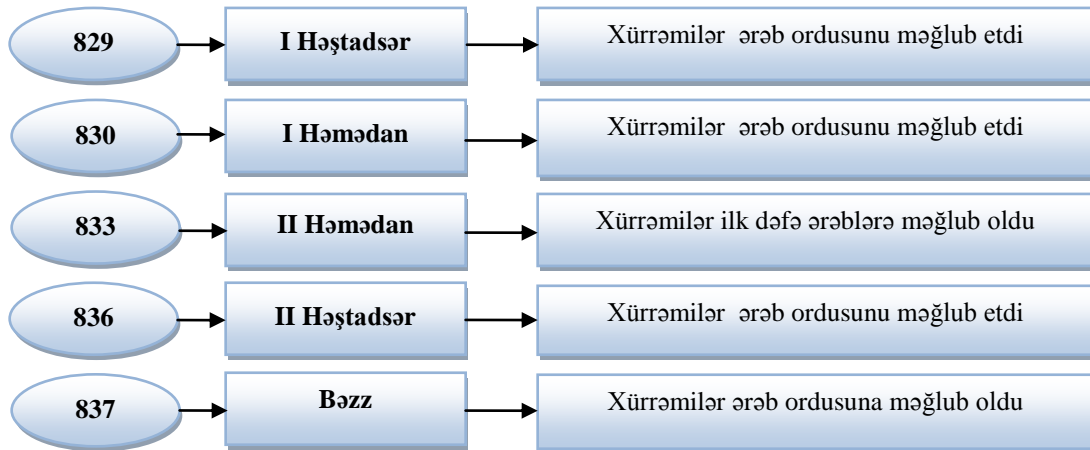 829 I Həştadsər Xürrəmilər ərəb ordusunu məğlub etdi
830 I Həmədan Xürrəmilər ərəb ordusunu məğlub etdi
833 II Həmədan Xürrəmilər ilk dəfə ərəblərə məğlub oldu
836 II Həştadsər Xürrəmilər ərəb ordusunu məğlub etdi
837 Bəzz Xürrəmilər ərəb ordusuna məğlub oldu